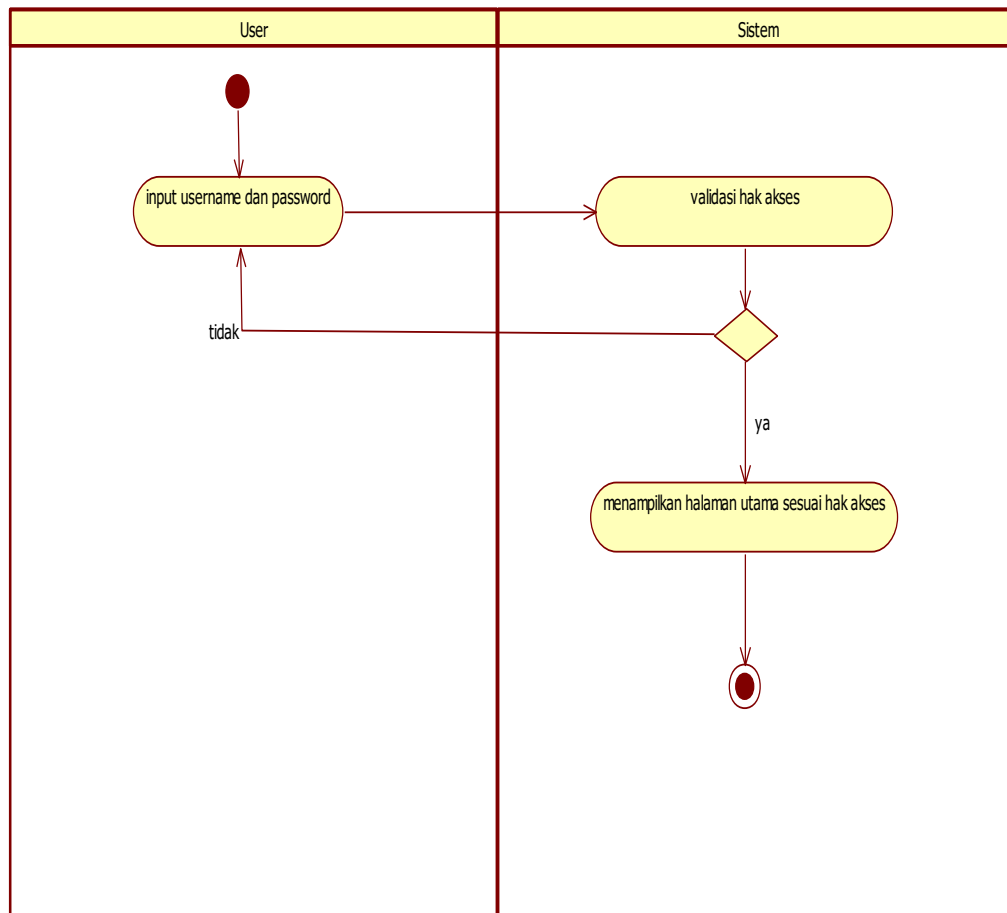 User
Sistem
input username dan password
validasi hak akses
tidak
ya
menampilkan halaman utama sesuai hak akses